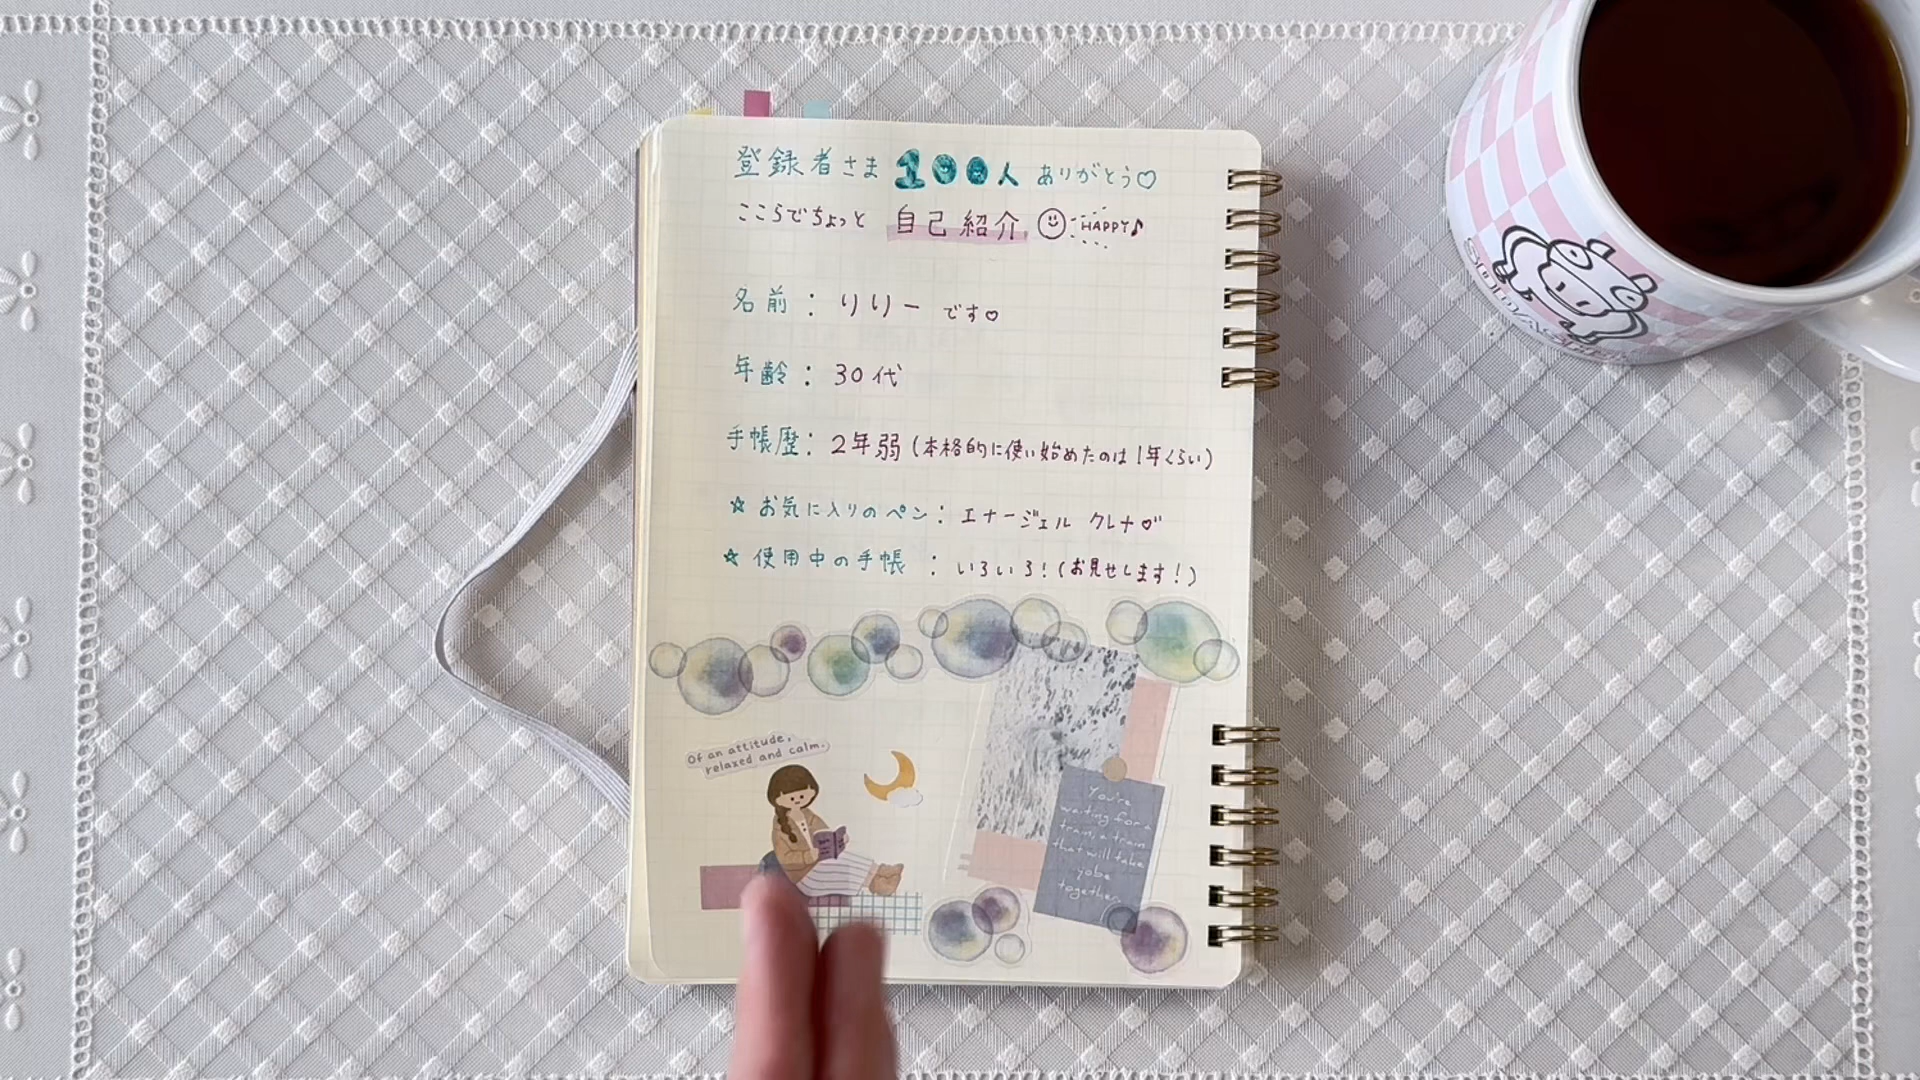 登録者さま 100人 ありがとう♡
ここらでちょっと 自己紹介 HAPPY♪
名前 : りりー です♡
年齢 : 30代
手帳歴 : 2年弱 (本格的に使い始めたのは1年くらい)
☆ お気に入りのペン : エナージェル クレナ♡
☆ 使用中の手帳 : いろいろ! (お見せします!)
Of an attitude,
relaxed and calm.
You're
waiting for a
train, a train
that will take
yobe
together.